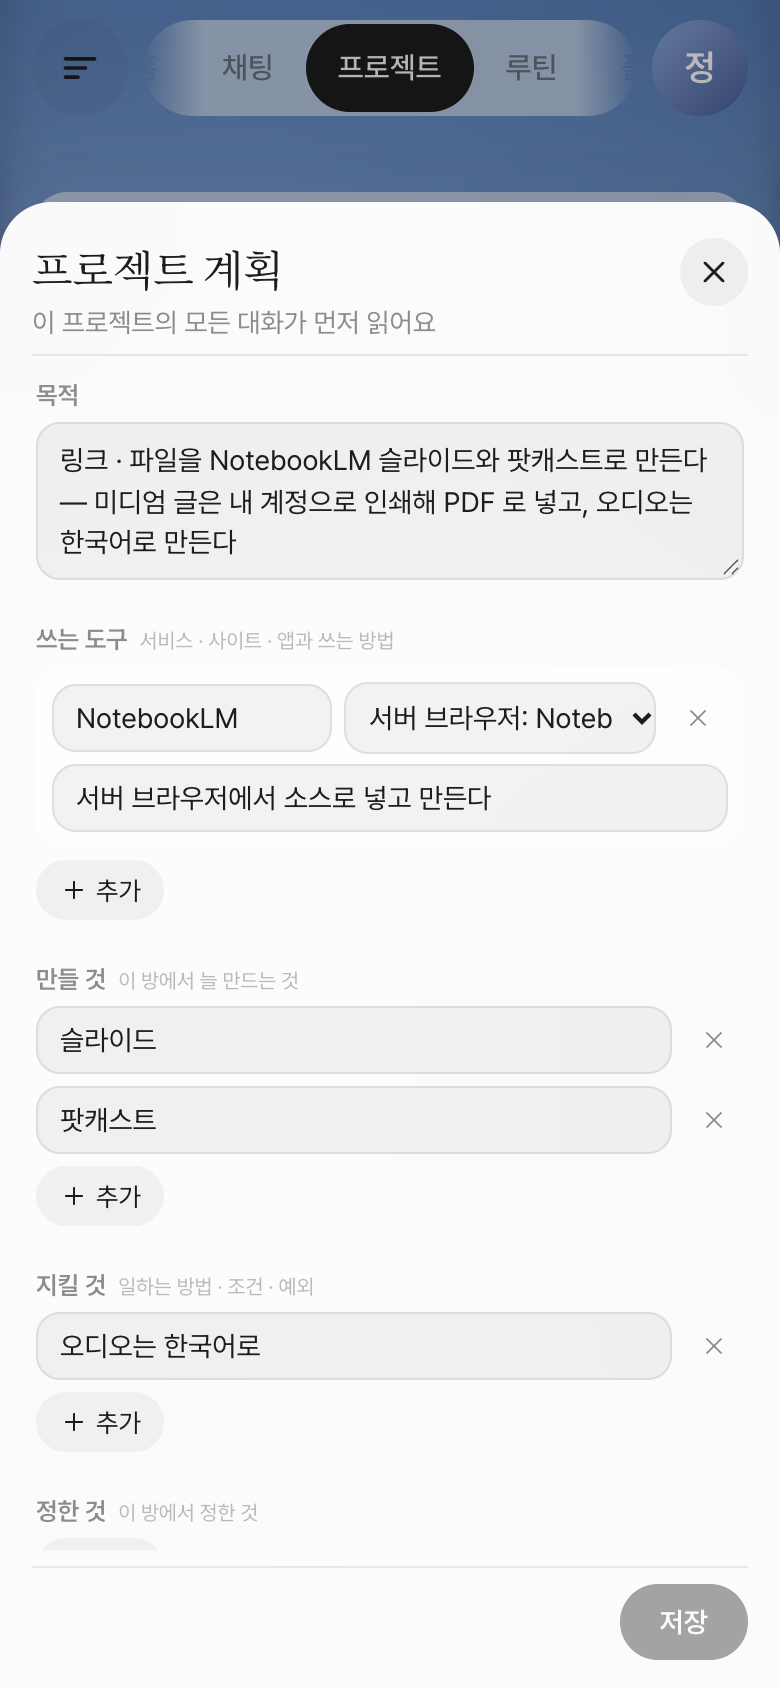 채팅
프로젝트
루틴
정
프로젝트 계획
이 프로젝트의 모든 대화가 먼저 읽어요
목적
링크 · 파일을 NotebookLM 슬라이드와 팟캐스트로 만든다
— 미디엄 글은 내 계정으로 인쇄해 PDF 로 넣고, 오디오는
한국어로 만든다
쓰는 도구 서비스 · 사이트 · 앱과 쓰는 방법
NotebookLM
서버 브라우저: Noteb
서버 브라우저에서 소스로 넣고 만든다
+ 추가
만들 것 이 방에서 늘 만드는 것
슬라이드
팟캐스트
+ 추가
지킬 것 일하는 방법 · 조건 · 예외
오디오는 한국어로
+ 추가
정한 것 이 방에서 정한 것
저장